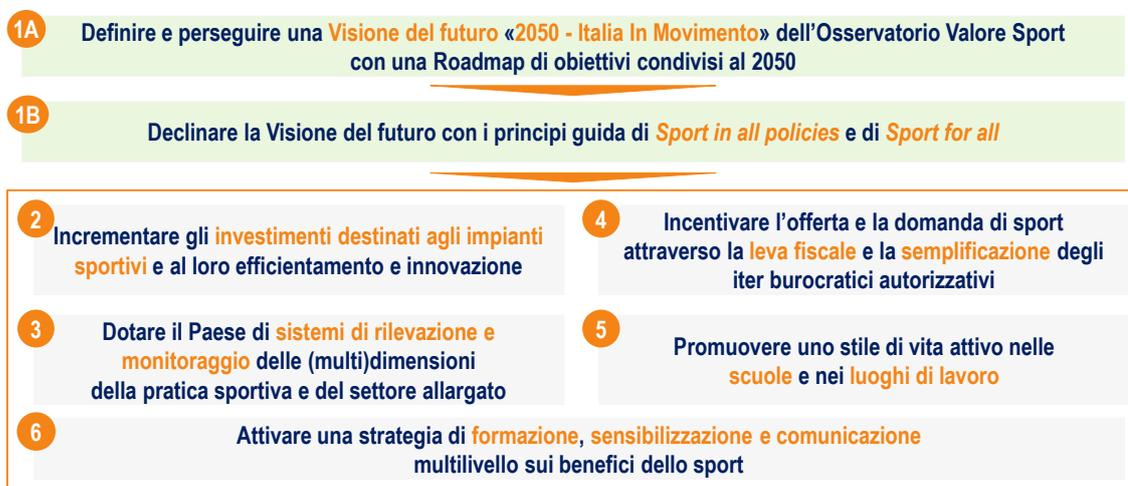 1A
Definire e perseguire una Visione del futuro «2050 - Italia In Movimento» dell’Osservatorio Valore Sport
con una Roadmap di obiettivi condivisi al 2050
1B
Declinare la Visione del futuro con i principi guida di Sport in all policies e di Sport for all
2
Incrementare gli investimenti destinati agli impianti
sportivi e al loro efficientamento e innovazione
4
Incentivare l’offerta e la domanda di sport
attraverso la leva fiscale e la semplificazione degli
iter burocratici autorizzativi
3
Dotare il Paese di sistemi di rilevazione e
monitoraggio delle (multi)dimensioni
della pratica sportiva e del settore allargato
5
Promuovere uno stile di vita attivo nelle
scuole e nei luoghi di lavoro
6
Attivare una strategia di formazione, sensibilizzazione e comunicazione
multilivello sui benefici dello sport